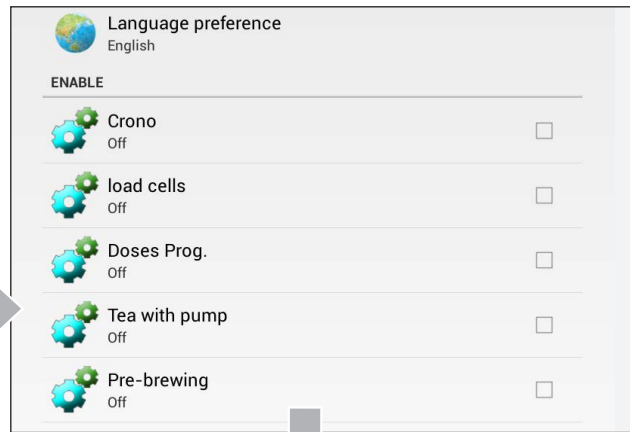 Language preference
English
ENABLE
Crono
Off
load cells
Off
Doses Prog.
Off
Tea with pump
Off
Pre-brewing
Off